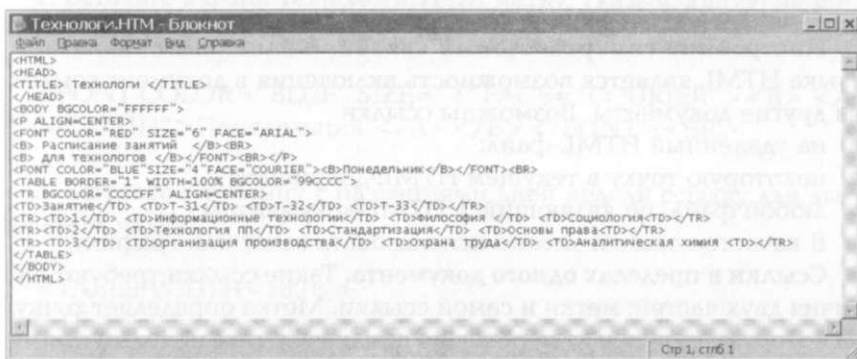 Технологи.HTM - Блокнот
Файл Правка Формат Вид Справка
<HTML>
<HEAD>
<TITLE> Технологи </TITLE>
</HEAD>
<BODY BGCOLOR="FFFFFF">
<P ALIGN=CENTER>
<FONT COLOR="RED" SIZE="6" FACE="ARIAL">
<B> Расписание занятий </B><BR>
<B> для технологов </B></FONT><BR></P>
<FONT COLOR="BLUE"SIZE="4"FACE="COURIER"><B>Понедельник</B></FONT><BR>
<TABLE BORDER="1" WIDTH=100% BGCOLOR="99CCCC">
<TR BGCOLOR="CCCCFF" ALIGN=CENTER>
<TD>Занятие</TD> <TD>Т-31</TD> <TD>Т-32</TD> <TD>Т-33</TD></TR>
<TR><TD>1</TD> <TD>Информационные технологии</TD> <TD>Философия </TD> <TD>Социология<TD></TR>
<TR><TD>2</TD> <TD>Технология ПП</TD> <TD>Стандартизация</TD> <TD>Основы права<TD></TR>
<TR><TD>3</TD> <TD>Организация производства</TD> <TD>Охрана труда</TD> <TD>Аналитическая химия <TD></TR>
</TABLE>
</BODY>
</HTML>
Стр 1, стлб 1